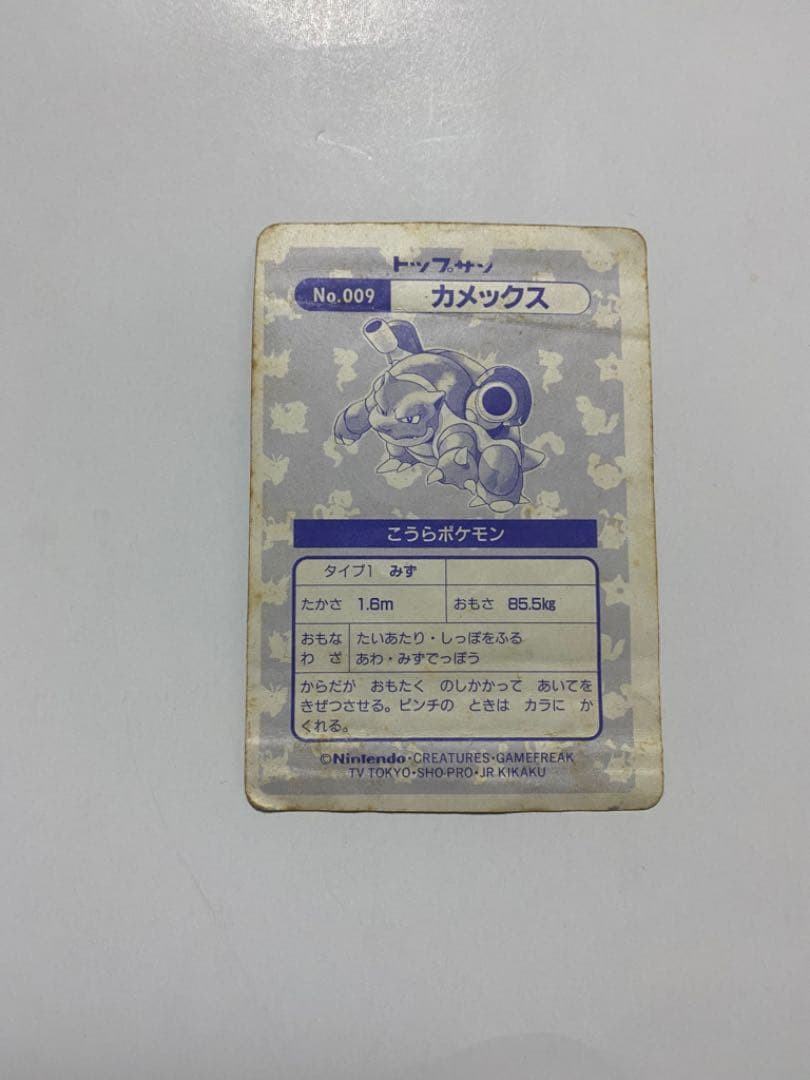 トップサン
No.009 カメックス
こうらポケモン
タイプ1 みず
たかさ 1.6m おもさ 85.5kg
おもな たいあたり・しっぽをふる
わ ざ あわ・みずでっぽう
からだが おもたく のしかかって あいてを
きぜつさせる。ピンチの ときは カラに か
くれる。
©Nintendo・CREATURES・GAMEFREAK
TV TOKYO・SHO-PRO・JR KIKAKU